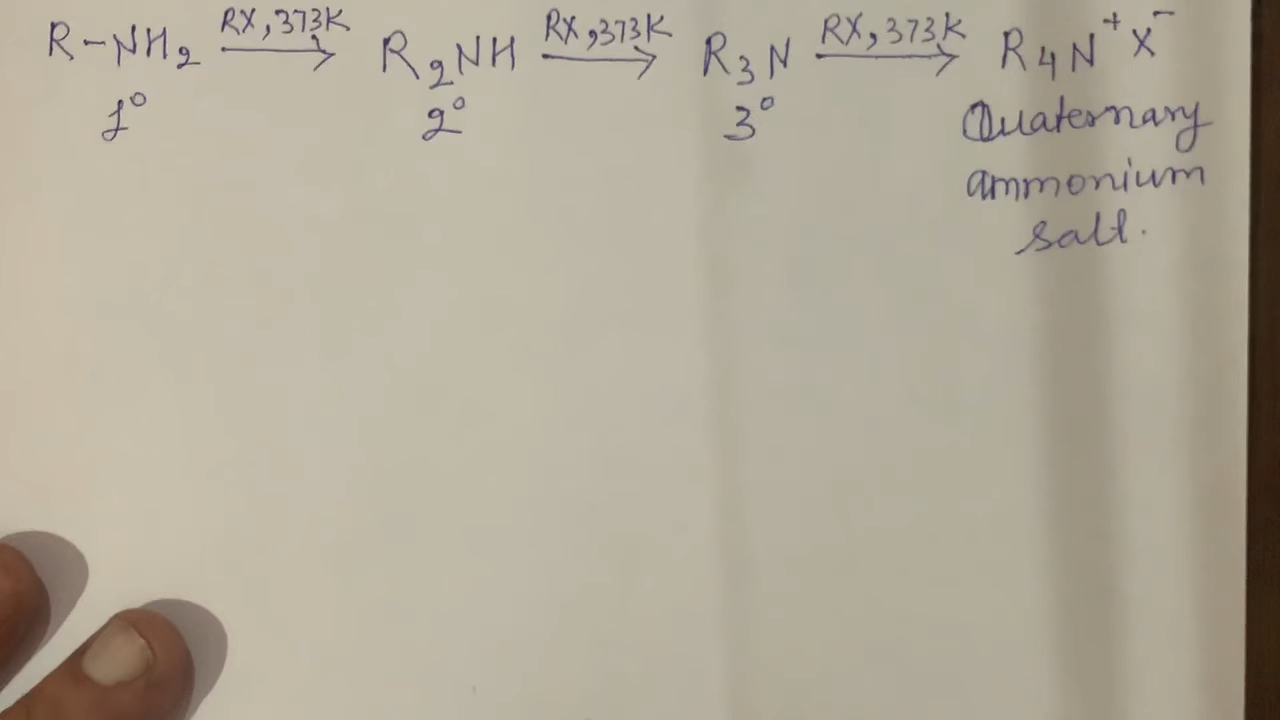 R-NH₂ RX,373K→ R₂NH RX,373K→ R₃N RX,373K→ R₄N⁺X⁻
1° 2° 3° Quaternary
ammonium
salt.